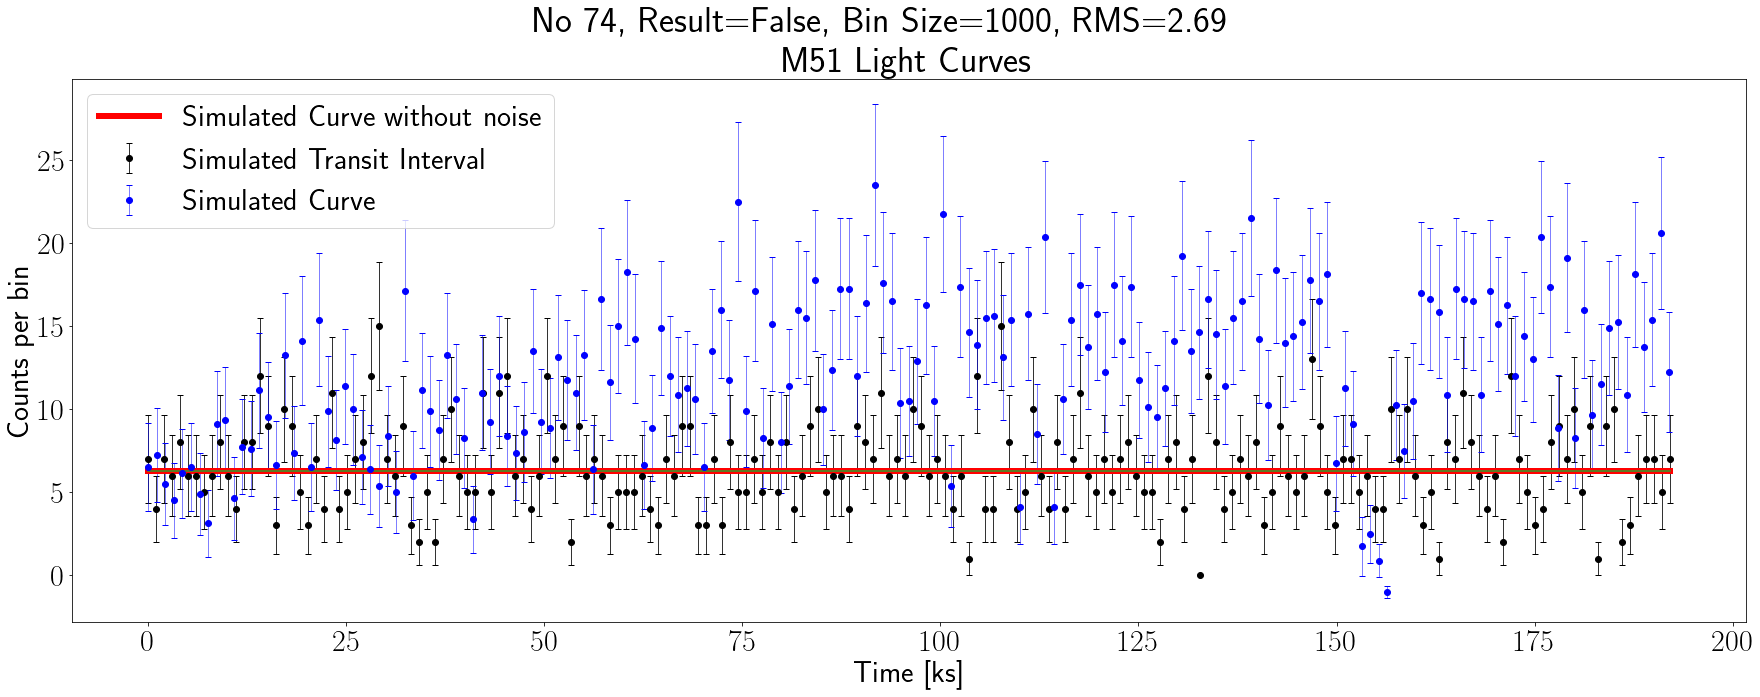 No 74, Result=False, Bin Size=1000, RMS=2.69
M51 Light Curves
Simulated Curve without noise
Simulated Transit Interval
Simulated Curve
Counts per bin
25
20
15
10
5
0
0 25 50 75 100 125 150 175 200
Time [ks]